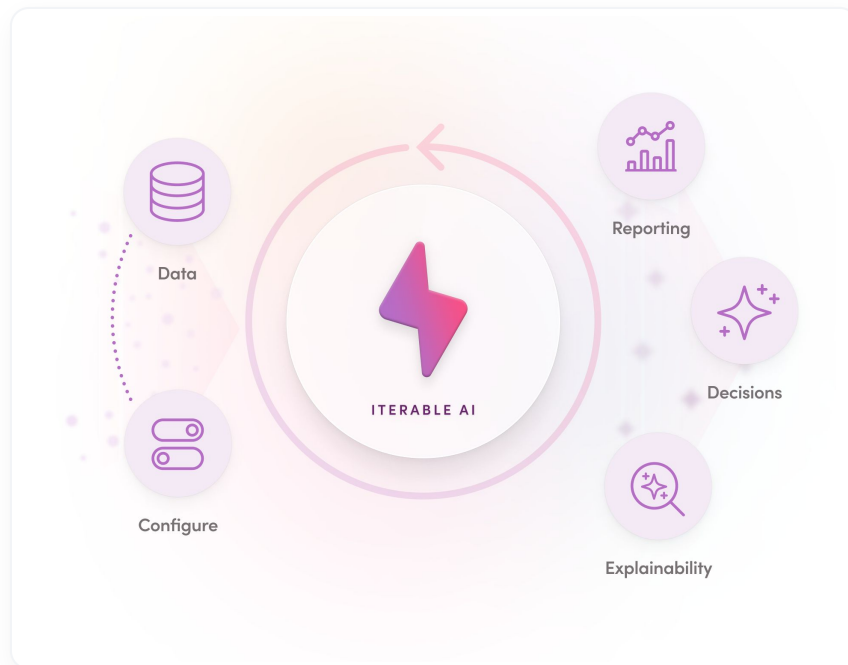 Reporting
Data
Decisions
ITERABLE AI
Configure
Explainability